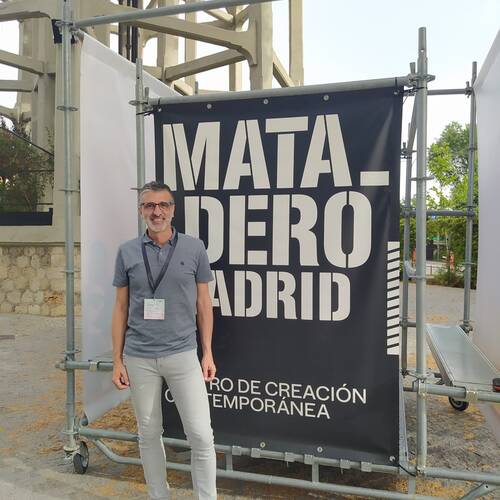 MATA_
DERO
ADRID
RO DE CREACIÓN
TEMPORÁNEA